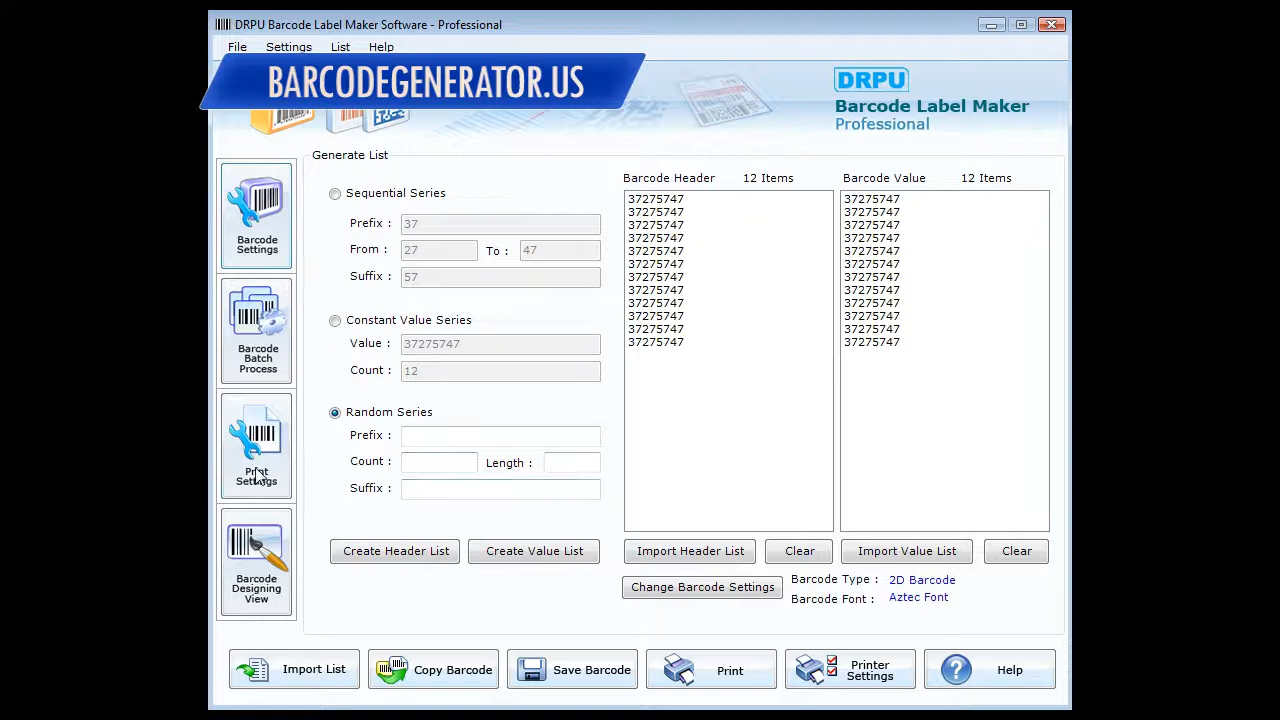 DRPU Barcode Label Maker Software - Professional
File Settings List Help
BARCODEGENERATOR.US
DRPU
Barcode Label Maker
Professional
Generate List
Sequential Series
Prefix : 37
From : 27 To : 47
Suffix : 57
Constant Value Series
Value : 37275747
Count : 12
Random Series
Prefix :
Count : Length :
Suffix :
Create Header List Create Value List
Barcode Header 12 Items Barcode Value 12 Items
37275747 37275747
37275747 37275747
37275747 37275747
37275747 37275747
37275747 37275747
37275747 37275747
37275747 37275747
37275747 37275747
37275747 37275747
37275747 37275747
37275747 37275747
37275747 37275747
Import Header List Clear Import Value List Clear
Change Barcode Settings
Barcode Type : 2D Barcode
Barcode Font : Aztec Font
Barcode
Settings
Barcode
Batch
Process
Print
Settings
Barcode
Designing
View
Import List Copy Barcode Save Barcode Print Printer
Settings Help